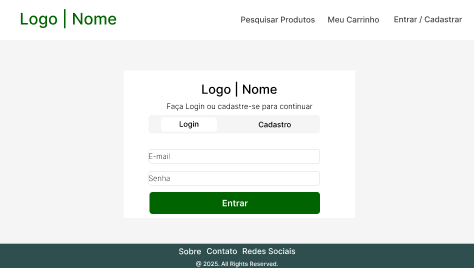 Logo | Nome
Pesquisar Produtos Meu Carrinho Entrar / Cadastrar
Logo | Nome
Faça Login ou cadastre-se para continuar
Login Cadastro
E-mail
Senha
Entrar
Sobre Contato Redes Sociais
@ 2025. All Rights Reserved.